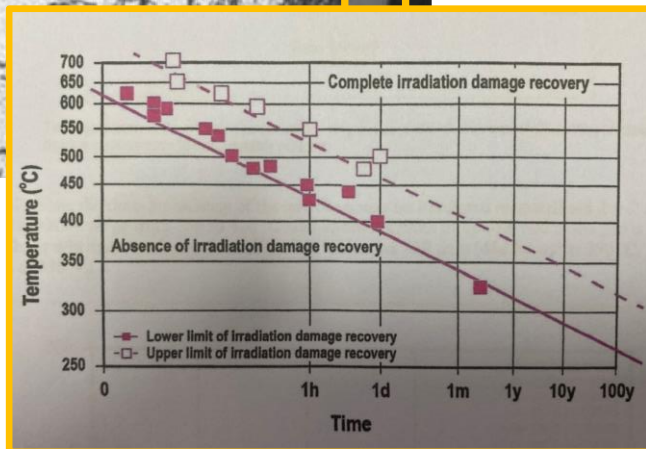 700
650
600
550
500
450
400
350
300
250
Temperature (°C)
Complete irradiation damage recovery
Absence of irradiation damage recovery
Lower limit of irradiation damage recovery
Upper limit of irradiation damage recovery
0
1h
1d
1m
1y
10y
100y
Time